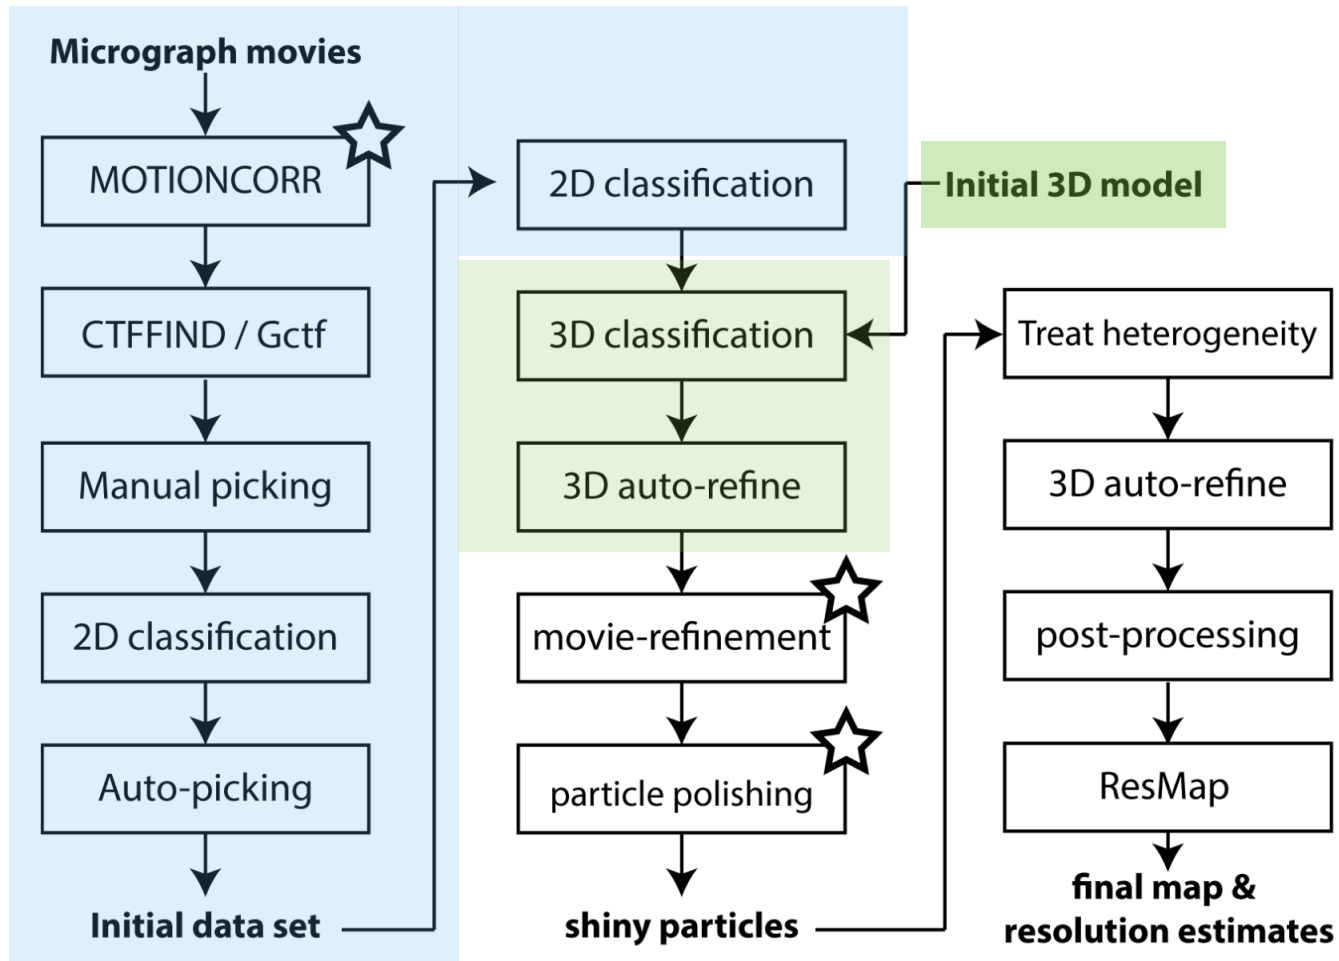 Micrograph movies
MOTIONCORR
CTFFIND / Gctf
Manual picking
2D classification
Auto-picking
Initial data set
2D classification
Initial 3D model
3D classification
3D auto-refine
movie-refinement
particle polishing
shiny particles
Treat heterogeneity
3D auto-refine
post-processing
ResMap
final map &
resolution estimates